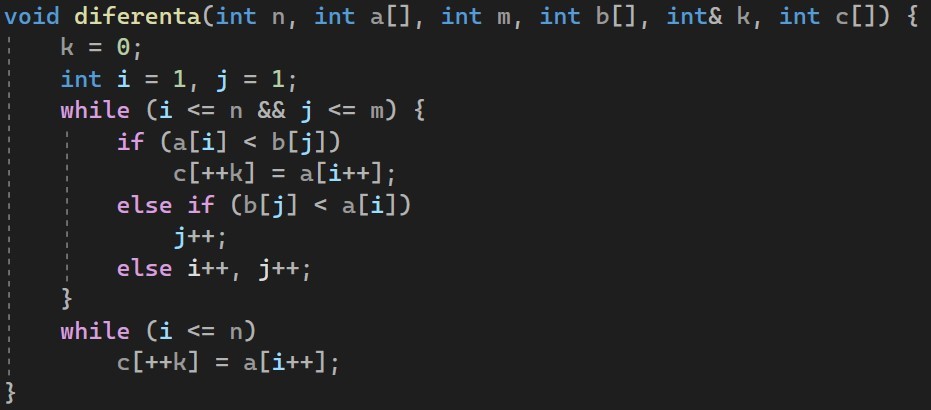 void diferenta(int n, int a[], int m, int b[], int& k, int c[]) {
    k = 0;
    int i = 1, j = 1;
    while (i <= n && j <= m) {
        if (a[i] < b[j])
            c[++k] = a[i++];
        else if (b[j] < a[i])
            j++;
        else i++, j++;
    }
    while (i <= n)
        c[++k] = a[i++];
}